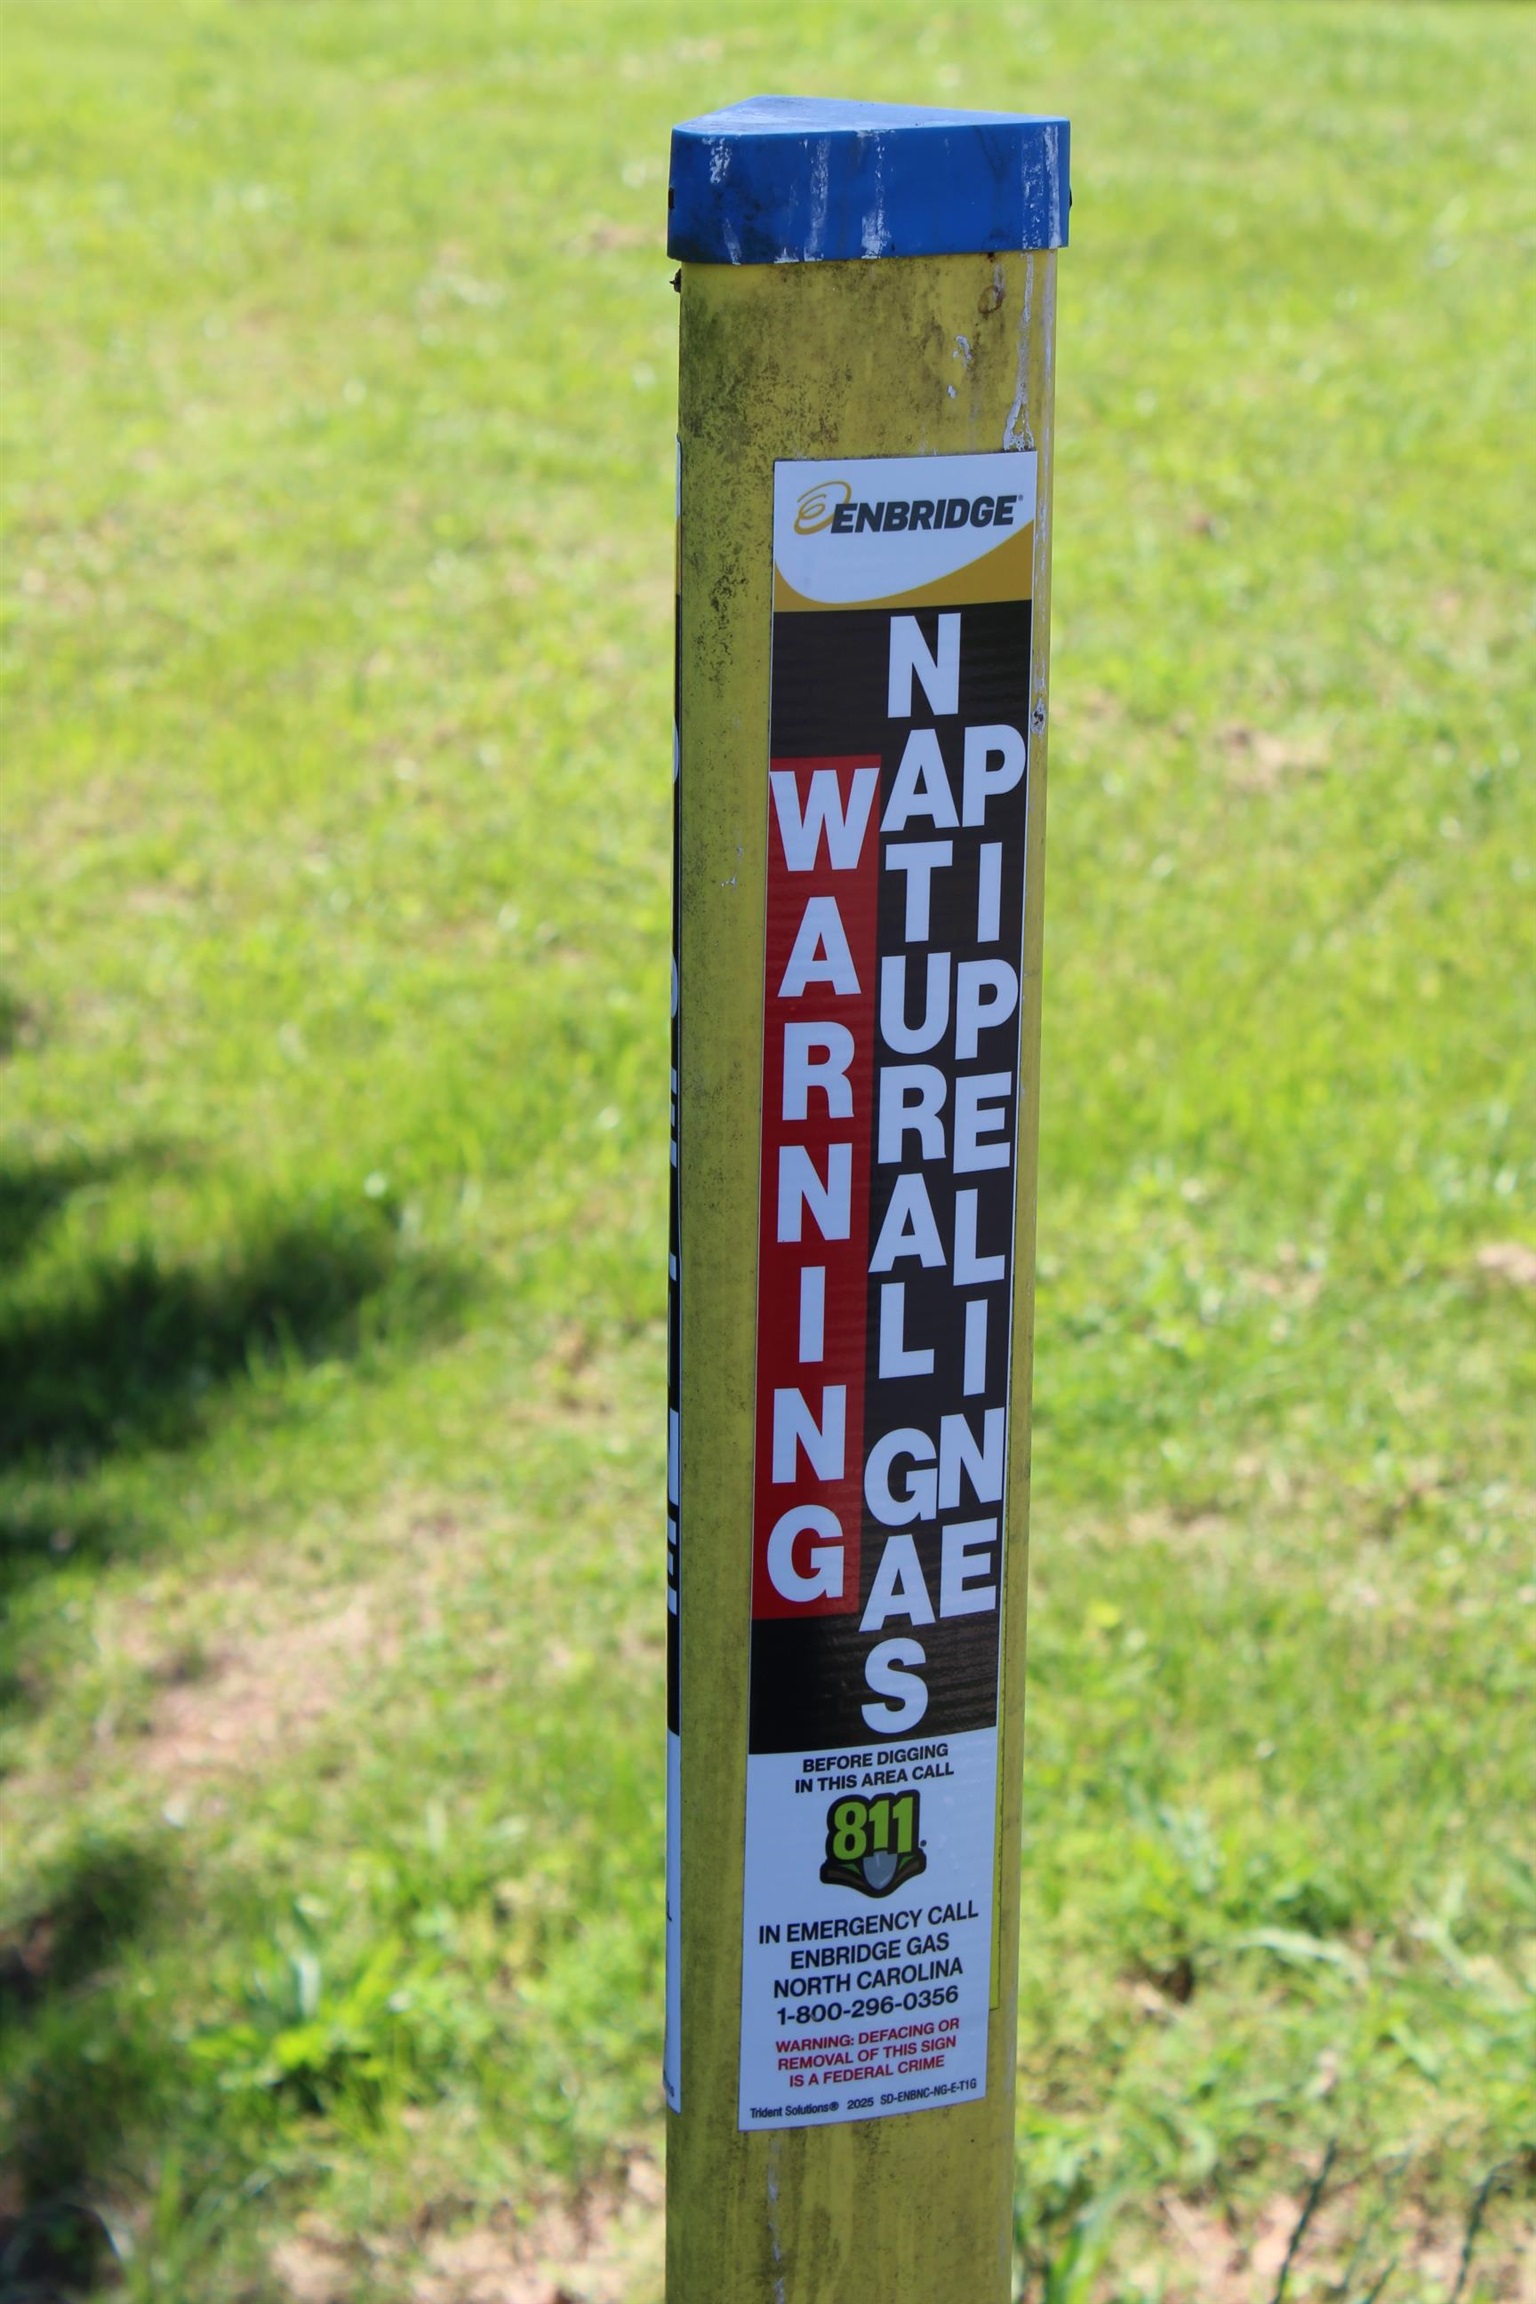 ENBRIDGE®
WARNING
NATURAL GAS
PIPELINE
BEFORE DIGGING
IN THIS AREA CALL
811
IN EMERGENCY CALL
ENBRIDGE GAS
NORTH CAROLINA
1-800-296-0356
WARNING: DEFACING OR
REMOVAL OF THIS SIGN
IS A FEDERAL CRIME
Trident Solutions® 2025 SD-ENBNC-NG-E-T1G